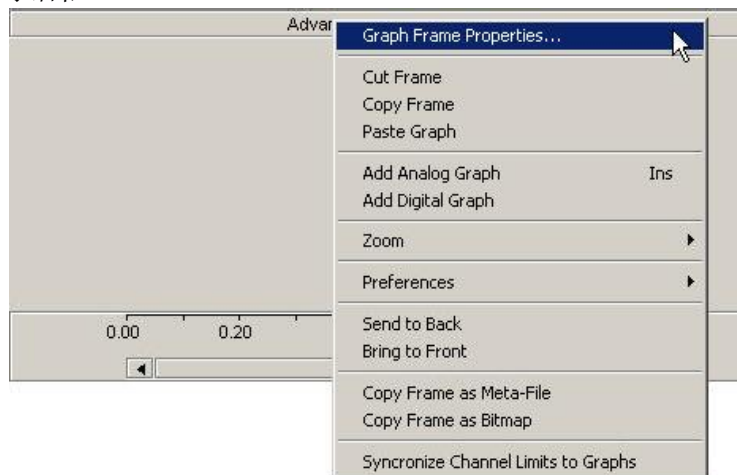 Advan
Graph Frame Properties...
Cut Frame
Copy Frame
Paste Graph
Add Analog Graph Ins
Add Digital Graph
Zoom
Preferences
0.00 0.20
Send to Back
Bring to Front
Copy Frame as Meta-File
Copy Frame as Bitmap
Syncronize Channel Limits to Graphs